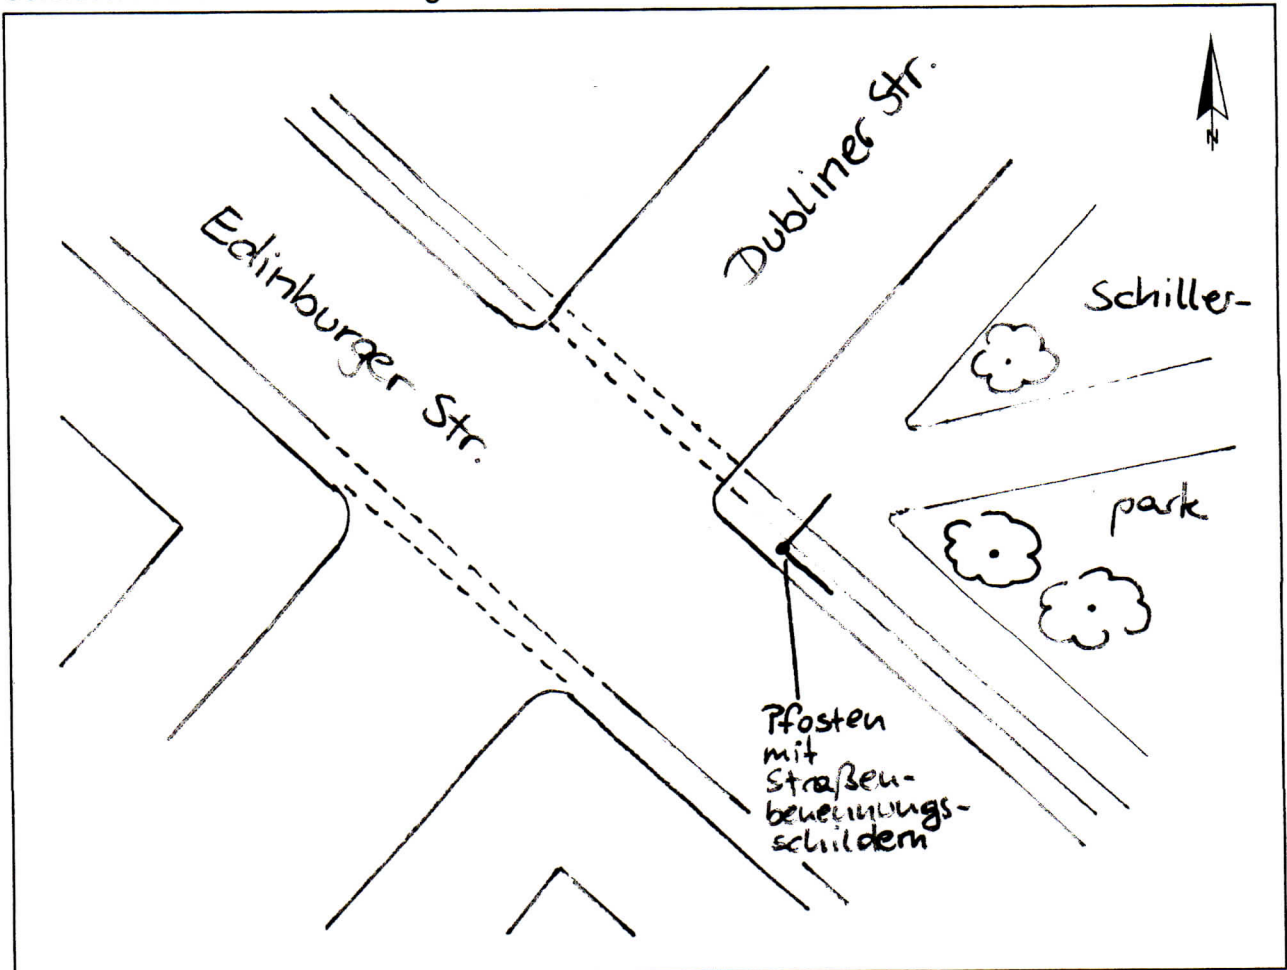 Dubliner Str.
N
Edinburger Str.
Schiller-
park
Pfosten
mit
Straßen-
benennungs-
schildern